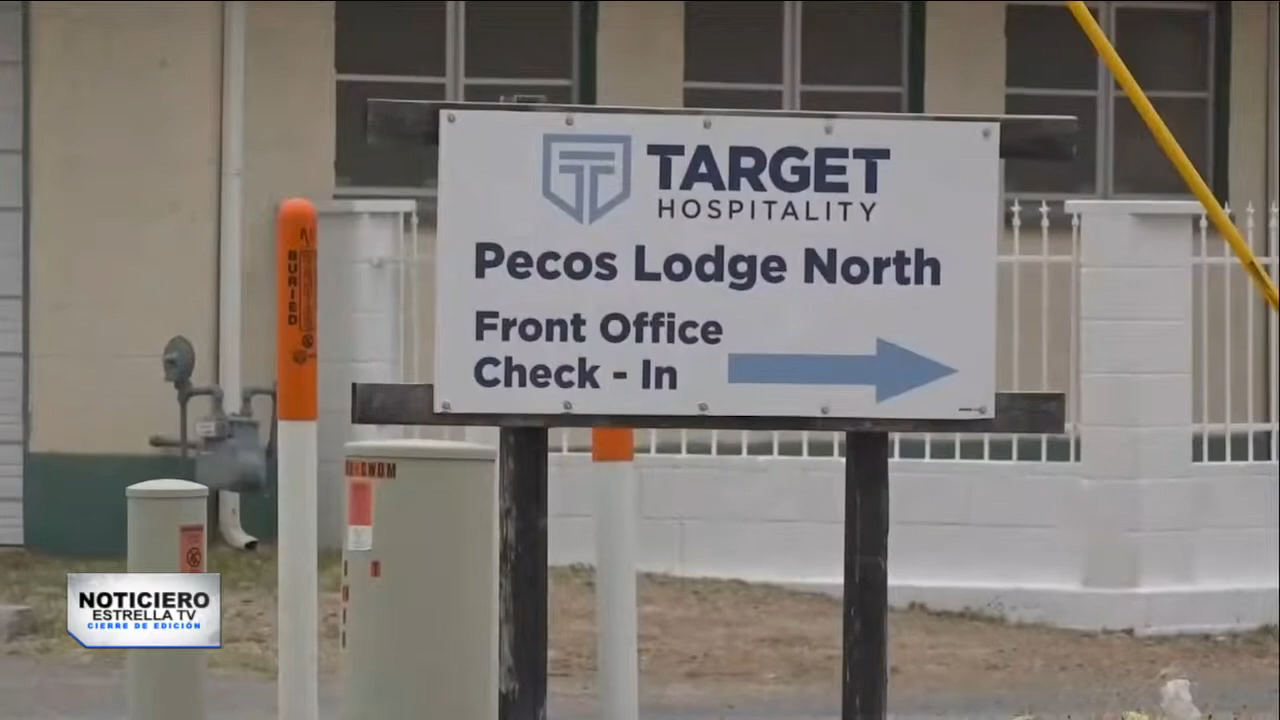 TARGET
HOSPITALITY
Pecos Lodge North
Front Office
Check - In
BURIED
NOTICIERO
ESTRELLA TV
CIERRE DE EDICIÓN